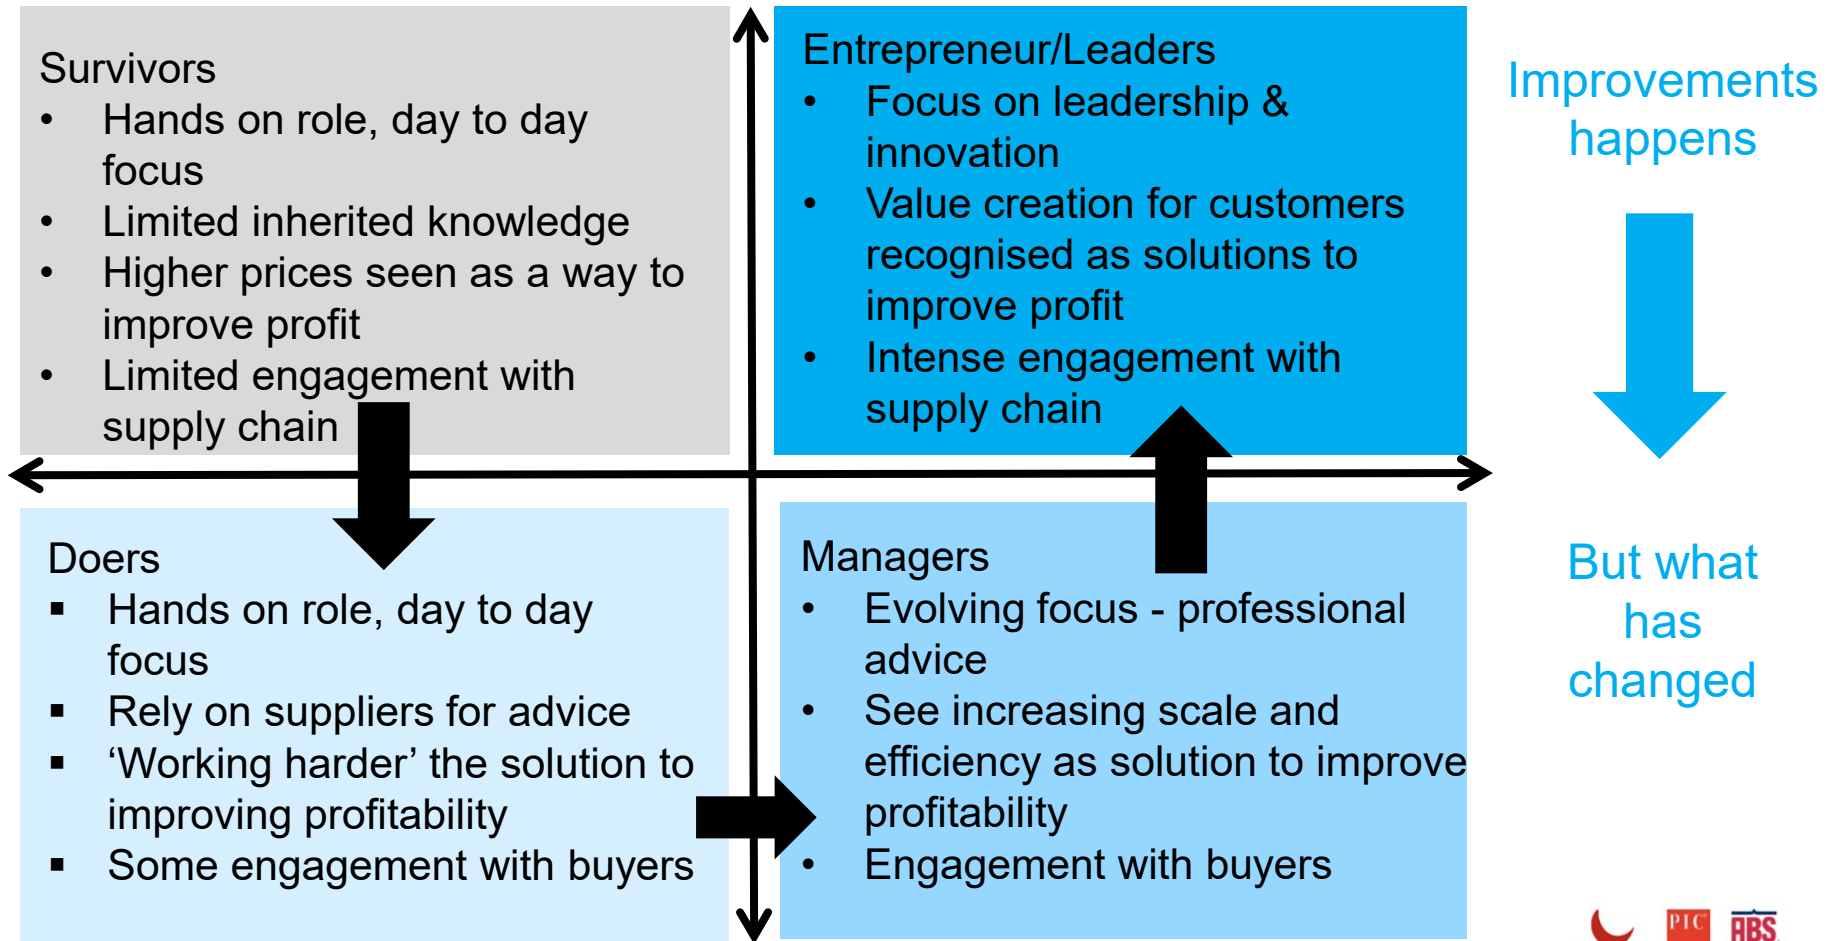 Survivors
• Hands on role, day to day
focus
• Limited inherited knowledge
• Higher prices seen as a way to
improve profit
• Limited engagement with
supply chain
Entrepreneur/Leaders
• Focus on leadership &
innovation
• Value creation for customers
recognised as solutions to
improve profit
• Intense engagement with
supply chain
Improvements
happens
Doers
▪ Hands on role, day to day
focus
▪ Rely on suppliers for advice
▪ ‘Working harder’ the solution to
improving profitability
▪ Some engagement with buyers
Managers
• Evolving focus - professional
advice
• See increasing scale and
efficiency as solution to improve
profitability
• Engagement with buyers
But what
has
changed
PIC
ABS